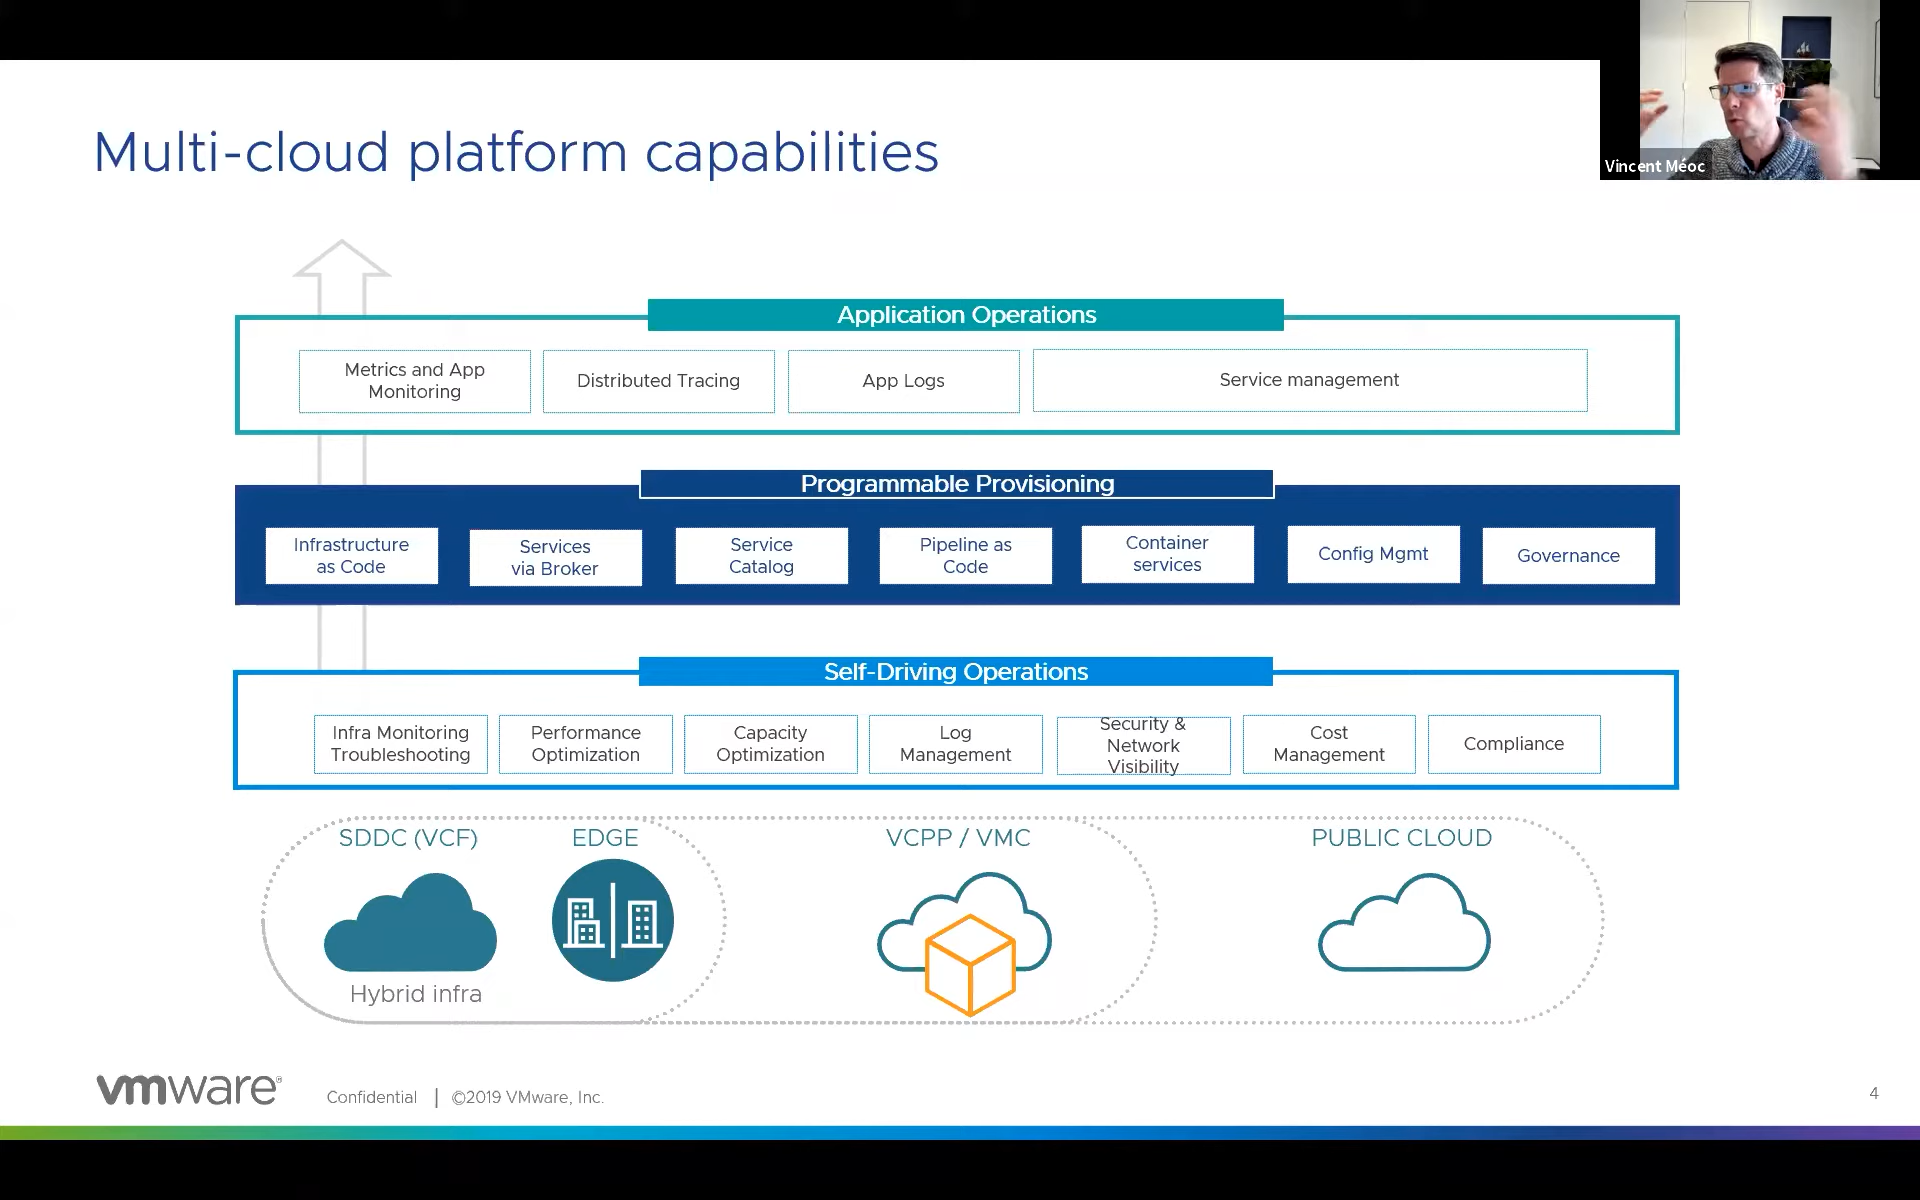 Vincent Méoc
Multi-cloud platform capabilities
Application Operations
Metrics and App
Monitoring
Distributed Tracing
App Logs
Service management
Programmable Provisioning
Infrastructure
as Code
Services
via Broker
Service
Catalog
Pipeline as
Code
Container
services
Config Mgmt
Governance
Self-Driving Operations
Infra Monitoring
Troubleshooting
Performance
Optimization
Capacity
Optimization
Log
Management
Security &
Network
Visibility
Cost
Management
Compliance
SDDC (VCF)
EDGE
VCPP / VMC
PUBLIC CLOUD
Hybrid infra
vmware®
Confidential | ©2019 VMware, Inc.
4